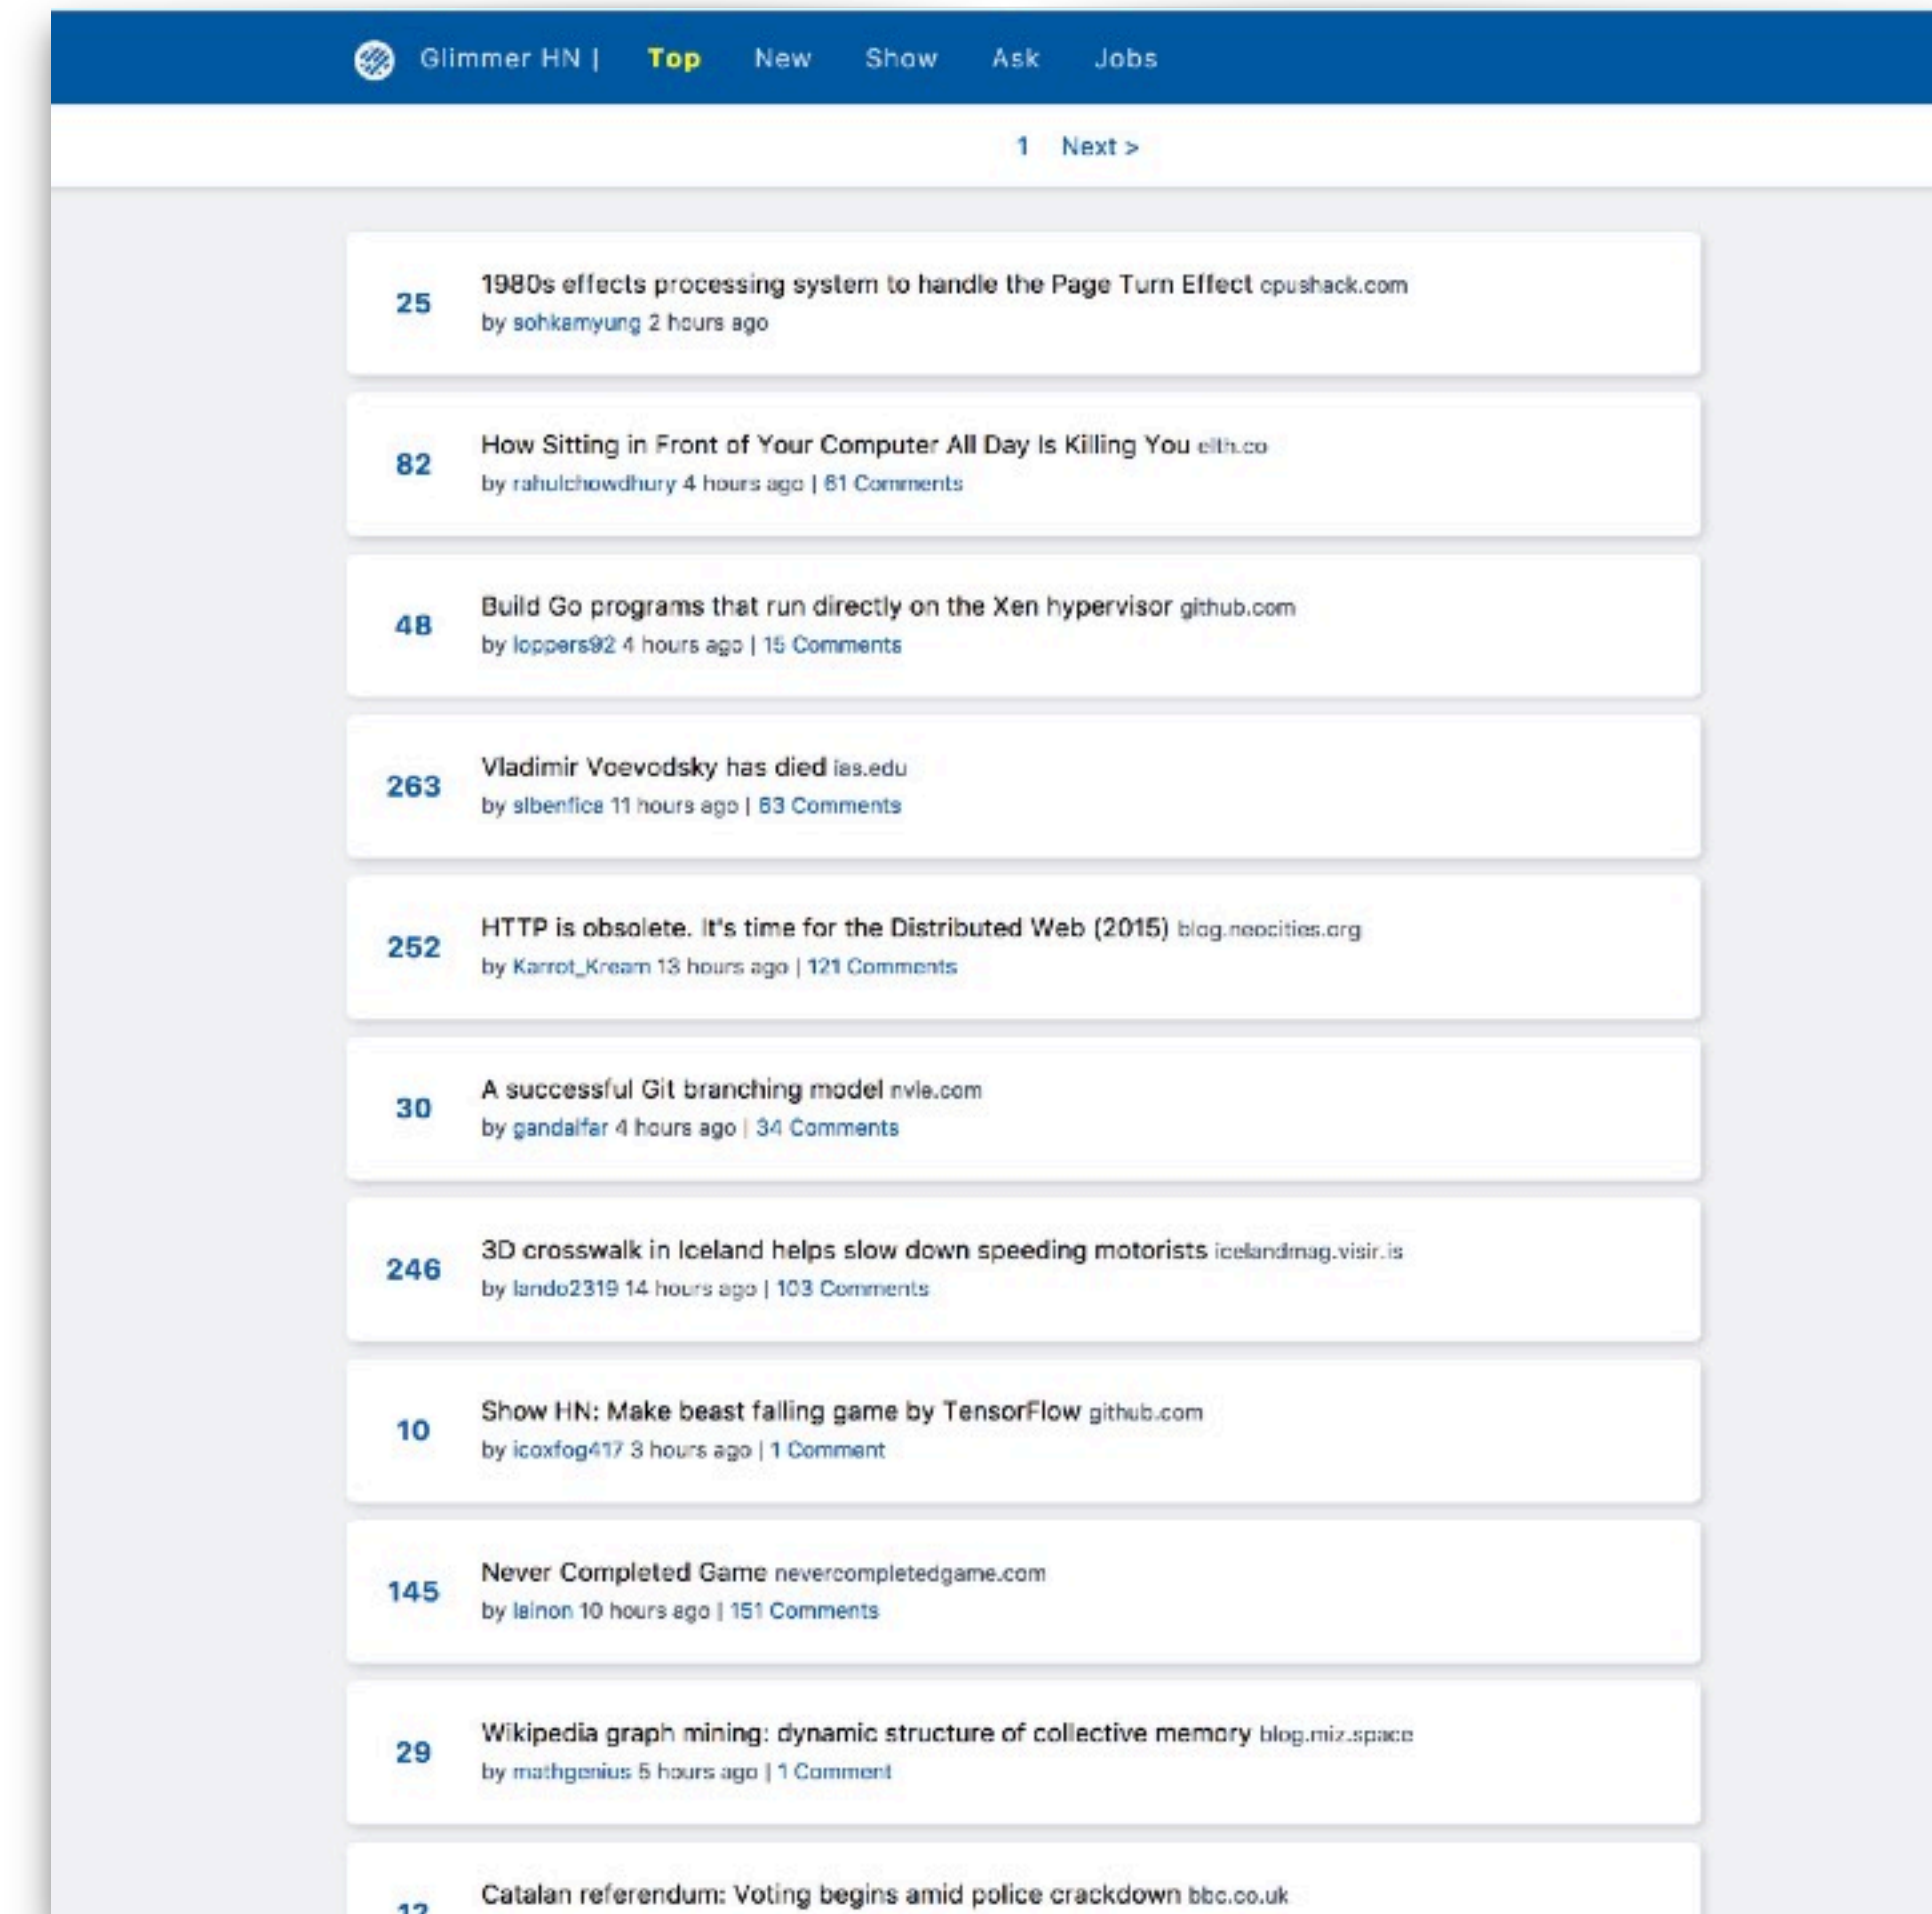 Glimmer HN | Top New Show Ask Jobs
1 Next >
25
1980s effects processing system to handle the Page Turn Effect cpushack.com
by sohkamyung 2 hours ago
82
How Sitting in Front of Your Computer All Day Is Killing You elth.co
by rahulchowdhury 4 hours ago | 61 Comments
48
Build Go programs that run directly on the Xen hypervisor github.com
by loppers92 4 hours ago | 15 Comments
263
Vladimir Voevodsky has died ias.edu
by slbenfica 11 hours ago | 63 Comments
252
HTTP is obsolete. It's time for the Distributed Web (2015) blog.neocities.org
by Karrot_Kream 13 hours ago | 121 Comments
30
A successful Git branching model nvie.com
by gandalfar 4 hours ago | 34 Comments
246
3D crosswalk in Iceland helps slow down speeding motorists icelandmag.visir.is
by lando2319 14 hours ago | 103 Comments
10
Show HN: Make beast falling game by TensorFlow github.com
by icoxfog417 3 hours ago | 1 Comment
145
Never Completed Game nevercompletedgame.com
by lainon 10 hours ago | 151 Comments
29
Wikipedia graph mining: dynamic structure of collective memory blog.miz.space
by mathgenius 5 hours ago | 1 Comment
Catalan referendum: Voting begins amid police crackdown bbc.co.uk